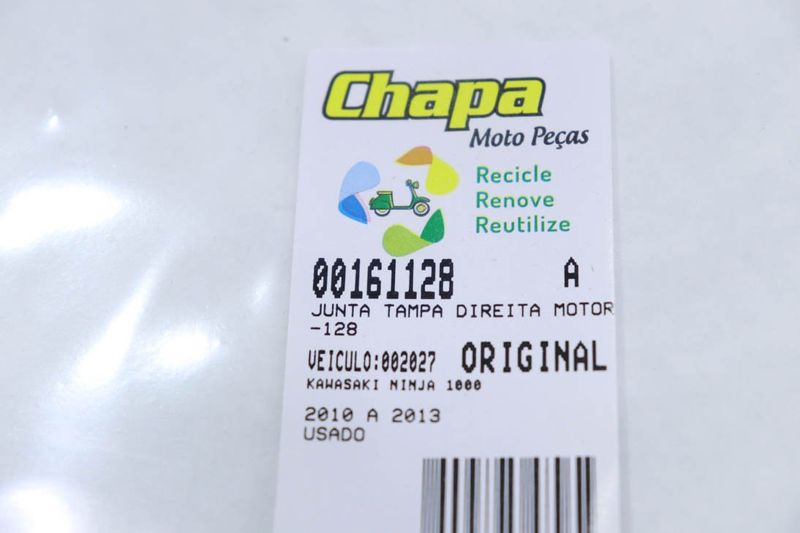 Chapa
Moto Peças
Recicle
Renove
Reutilize
00161128 A
JUNTA TAMPA DIREITA MOTOR
-128
VEICULO:002027 ORIGINAL
KAWASAKI NINJA 1000
2010 A 2013
USADO